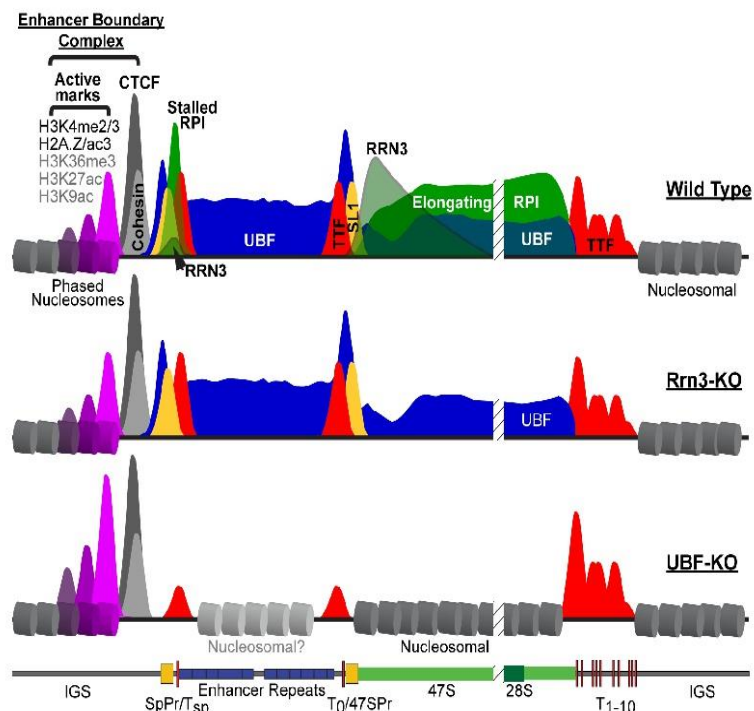 Enhancer Boundary
Complex
Active
marks
CTCF
H3K4me2/3
H2A.Z/ac3
H3K36me3
H3K27ac
H3K9ac
Stalled
RPI
RRN3
Wild Type
Cohesin
UBF
TTF
SL1
Elongating
RPI
UBF
TTF
RRN3
Phased
Nucleosomes
Nucleosomal
Rrn3-KO
UBF
UBF-KO
Nucleosomal?
Nucleosomal
IGS
SpPr/Tsp
Enhancer Repeats
T0/47SPr
47S
28S
T1-10
IGS